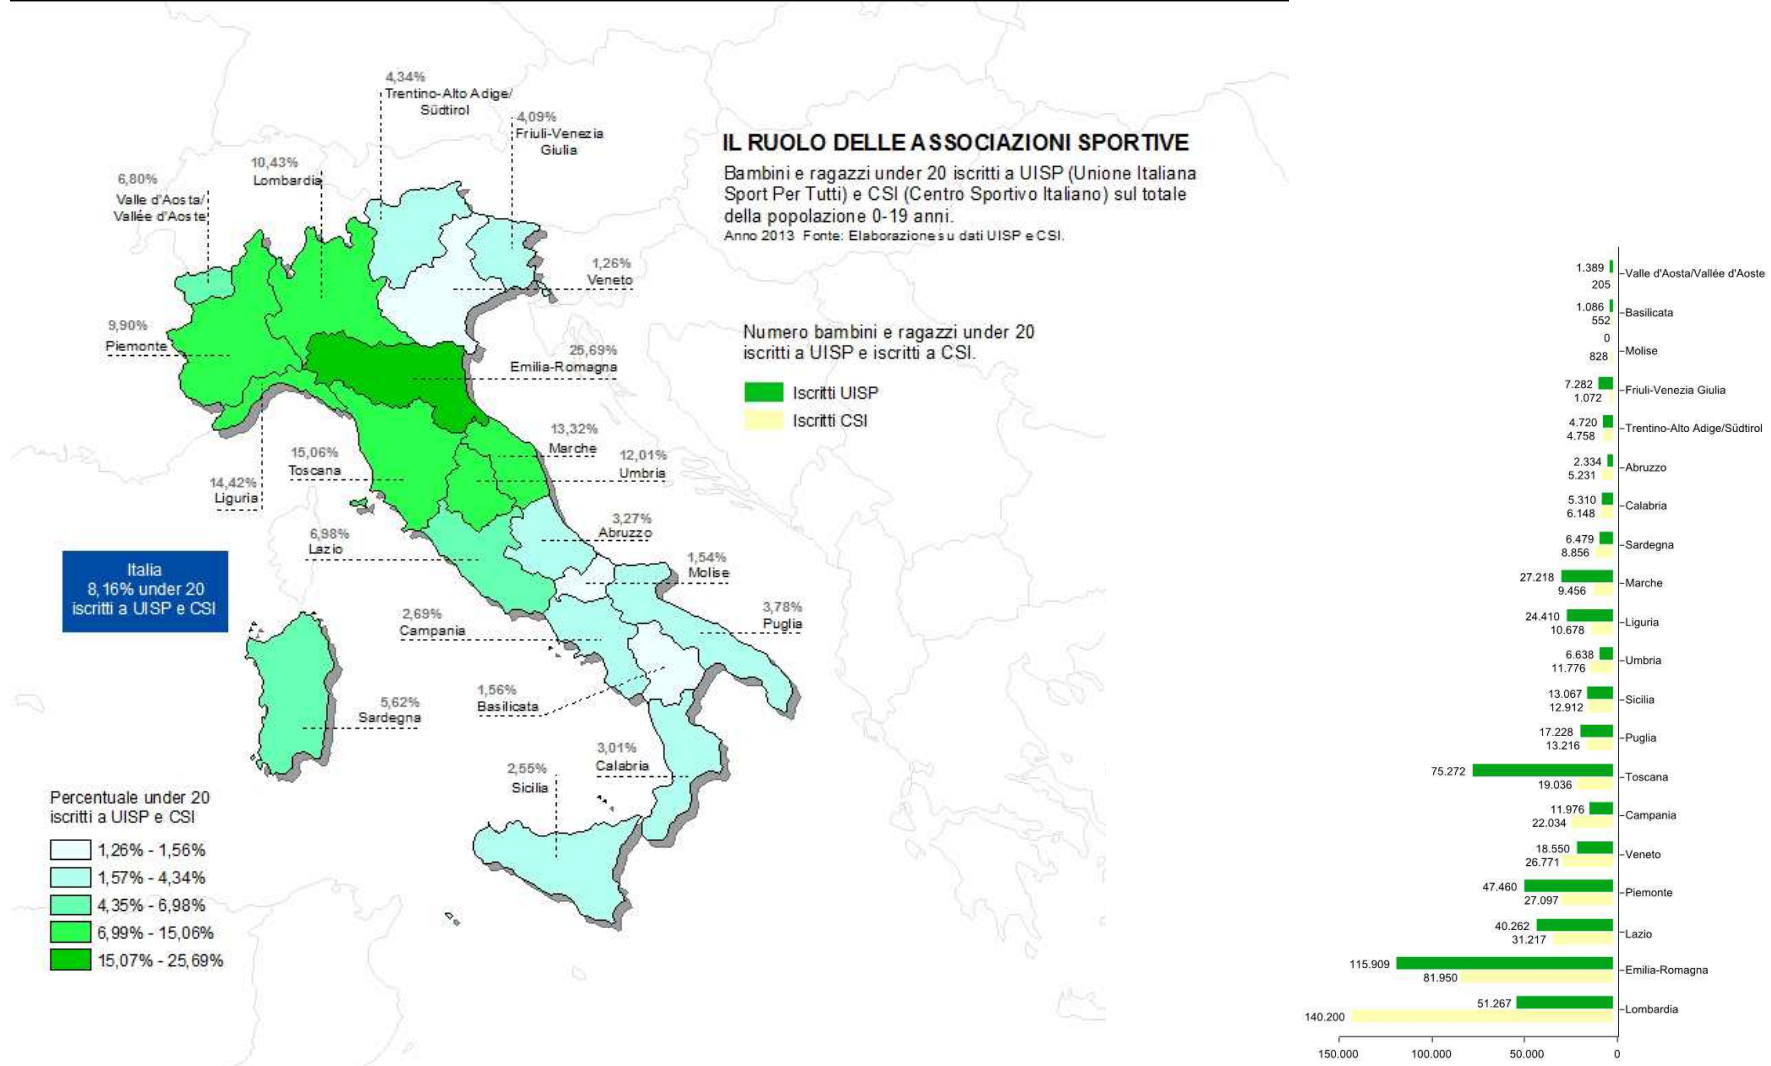 4,34%
Trentino-Alto Adige/
Südtirol
4,09%
Friuli-Venezia
Giulia
10,43%
Lombardia
6,80%
Valle d'Aosta/
Vallée d'Aoste
1,26%
Veneto
9,90%
Piemonte
25,69%
Emilia-Romagna
13,32%
Marche
12,01%
Umbria
15,06%
Toscana
14,42%
Liguria
3,27%
Abruzzo
6,98%
Lazio
1,54%
Molise
2,69%
Campania
3,78%
Puglia
1,56%
Basilicata
5,62%
Sardegna
3,01%
Calabria
2,55%
Sicilia
Italia
8,16% under 20
iscritti a UISP e CSI
Percentuale under 20
iscritti a UISP e CSI
1,26% - 1,56%
1,57% - 4,34%
4,35% - 6,98%
6,99% - 15,06%
15,07% - 25,69%
IL RUOLO DELLE ASSOCIAZIONI SPORTIVE
Bambini e ragazzi under 20 iscritti a UISP (Unione Italiana
Sport Per Tutti) e CSI (Centro Sportivo Italiano) sul totale
della popolazione 0-19 anni.
Anno 2013 Fonte: Elaborazione su dati UISP e CSI.
Numero bambini e ragazzi under 20
iscritti a UISP e iscritti a CSI.
Iscritti UISP
Iscritti CSI
1.389
205
Valle d'Aosta/Vallée d'Aoste
1.086
552
Basilicata
0
828
Molise
7.282
1.072
Friuli-Venezia Giulia
4.720
4.758
Trentino-Alto Adige/Südtirol
2.334
5.231
Abruzzo
5.310
6.148
Calabria
6.479
8.856
Sardegna
27.218
9.456
Marche
24.410
10.678
Liguria
6.638
11.776
Umbria
13.067
12.912
Sicilia
17.228
13.216
Puglia
75.272
19.036
Toscana
11.976
22.034
Campania
18.550
26.771
Veneto
47.460
27.097
Piemonte
40.262
31.217
Lazio
115.909
81.950
Emilia-Romagna
51.267
140.200
Lombardia
150.000 100.000 50.000 0